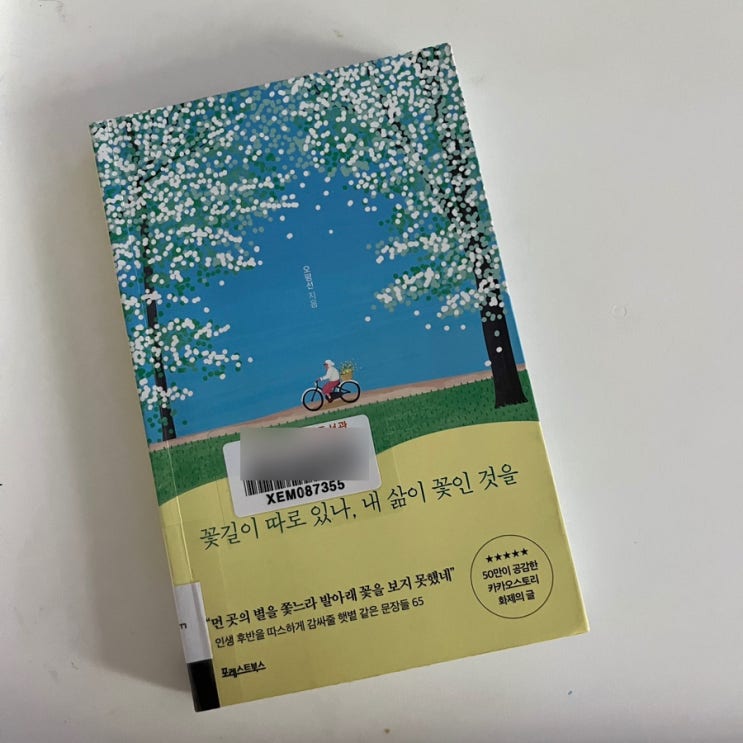 오평선 지음
서관
XEM087355
꽃길이 따로 있나, 내 삶이 꽃인 것을
★★★★★
50만이 공감한
카카오스토리
화제의 글
“먼 곳의 별을 쫓느라 발아래 꽃을 보지 못했네”
인생 후반을 따스하게 감싸줄 햇볕 같은 문장들 65
포레스트북스